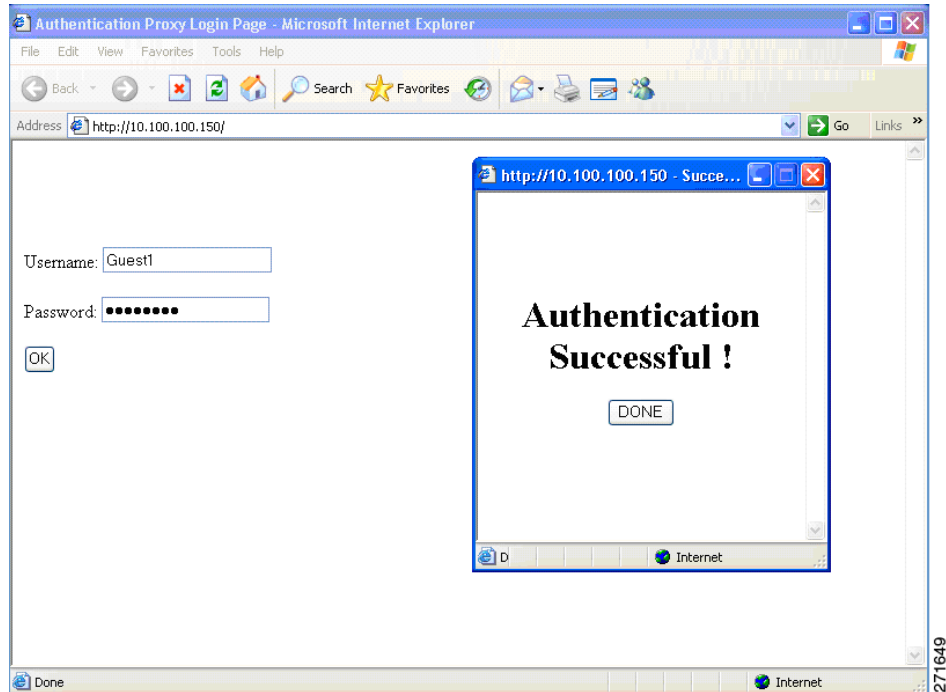 Authentication Proxy Login Page - Microsoft Internet Explorer
File Edit View Favorites Tools Help
Back Search Favorites
Address http://10.100.100.150/ Go Links »
http://10.100.100.150 - Succe...
Username: Guest1
Password: ••••••••
OK
Authentication
Successful !
DONE
D Internet
Done Internet
271649